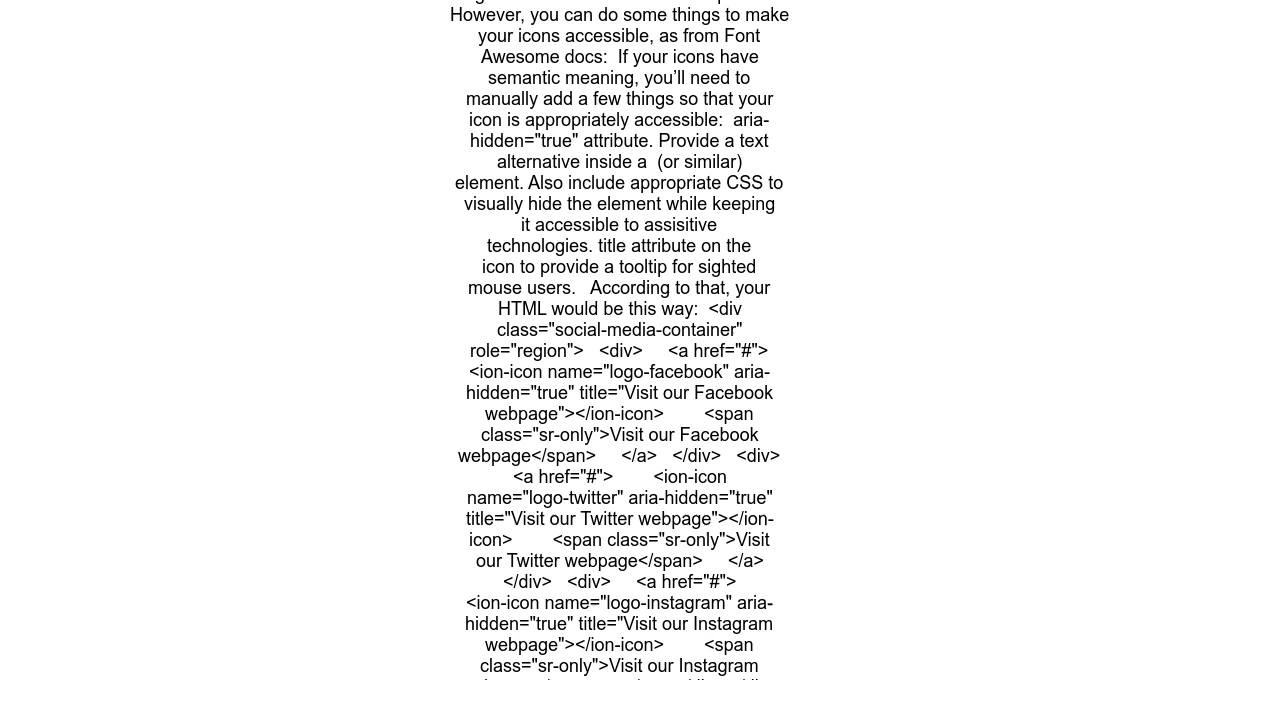 However, you can do some things to make
your icons accessible, as from Font
Awesome docs:  If your icons have
semantic meaning, you’ll need to
manually add a few things so that your
icon is appropriately accessible:  aria-
hidden="true" attribute. Provide a text
alternative inside a  (or similar)
element. Also include appropriate CSS to
visually hide the element while keeping
it accessible to assisitive
technologies. title attribute on the
icon to provide a tooltip for sighted
mouse users.   According to that, your
HTML would be this way:  <div
class="social-media-container"
role="region">   <div>     <a href="#">
<ion-icon name="logo-facebook" aria-
hidden="true" title="Visit our Facebook
webpage"></ion-icon>        <span
class="sr-only">Visit our Facebook
webpage</span>     </a>   </div>   <div>
<a href="#">        <ion-icon
name="logo-twitter" aria-hidden="true"
title="Visit our Twitter webpage"></ion-
icon>        <span class="sr-only">Visit
our Twitter webpage</span>     </a>
</div>   <div>     <a href="#">
<ion-icon name="logo-instagram" aria-
hidden="true" title="Visit our Instagram
webpage"></ion-icon>        <span
class="sr-only">Visit our Instagram